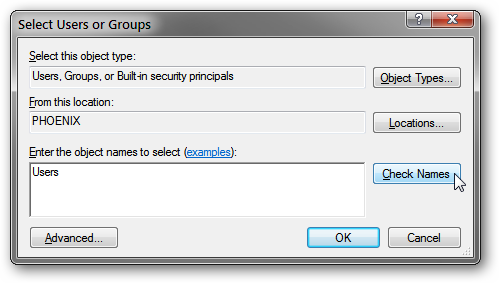 Select Users or Groups
Select this object type:
Users, Groups, or Built-in security principals
Object Types...
From this location:
PHOENIX
Locations...
Enter the object names to select (examples):
Users
Check Names
Advanced...
OK
Cancel